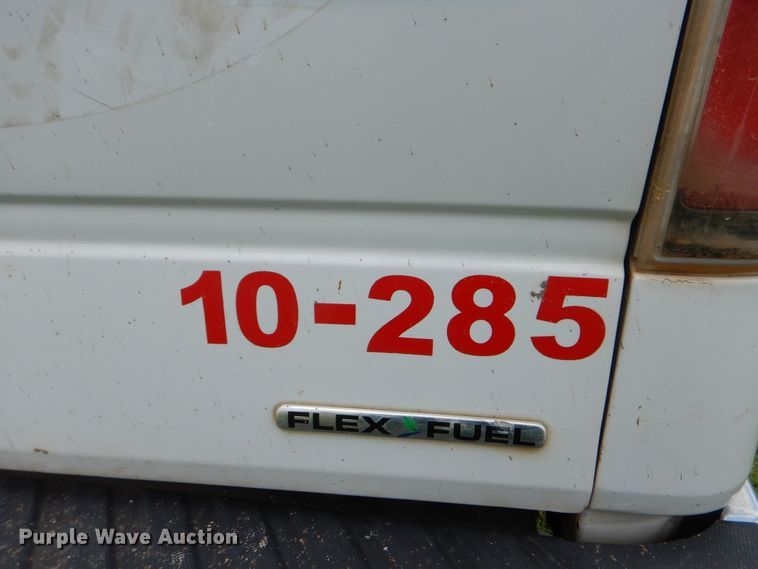 10-285
FLEX FUEL
Purple Wave Auction®